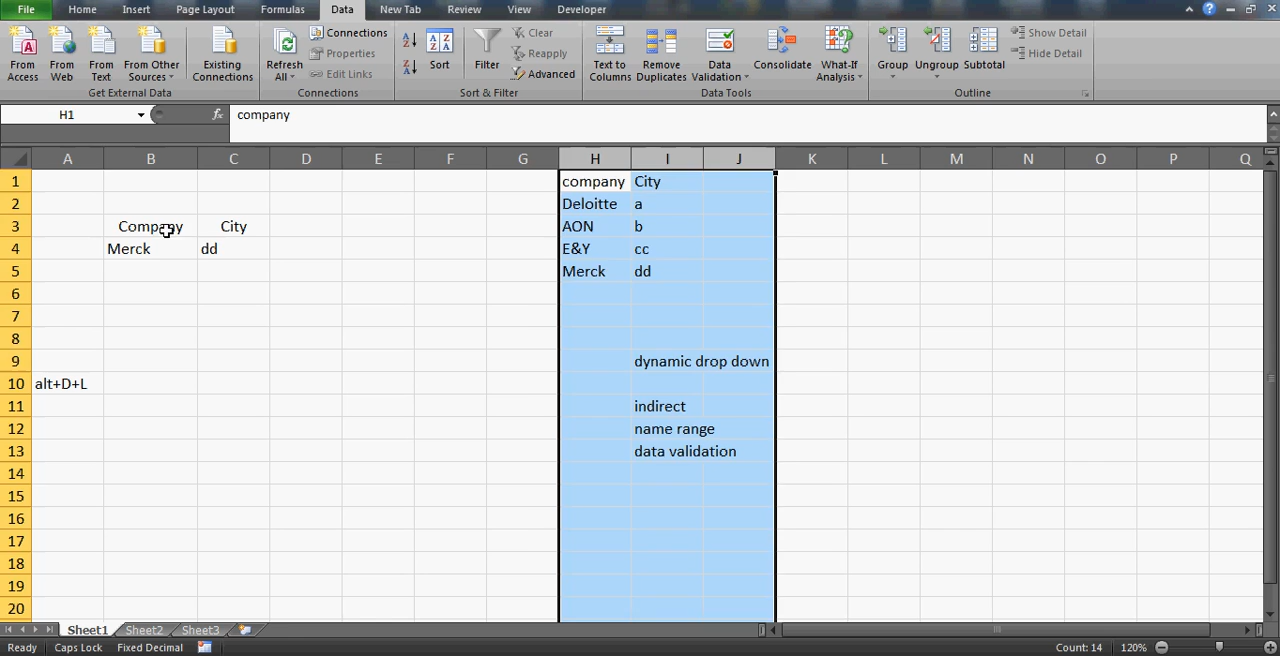 File Home Insert Page Layout Formulas Data New Tab Review View Developer
From Access
From Web
From Text
From Other Sources
Existing Connections
Get External Data
Refresh All
Connections
Properties
Edit Links
Connections
Sort
Filter
Clear
Reapply
Advanced
Sort & Filter
Text to Columns
Remove Duplicates
Data Validation
Consolidate
What-If Analysis
Data Tools
Group
Ungroup
Subtotal
Show Detail
Hide Detail
Outline
H1 fx company
A B C D E F G H I J K L M N O P Q
1 company City
2 Deloitte a
3 Company City AON b
4 Merck dd E&Y cc
5 Merck dd
6
7
8
9 dynamic drop down
10 alt+D+L
11 indirect
12 name range
13 data validation
14
15
16
17
18
19
20
Sheet1 Sheet2 Sheet3
Ready Caps Lock Fixed Decimal Count: 14 120%